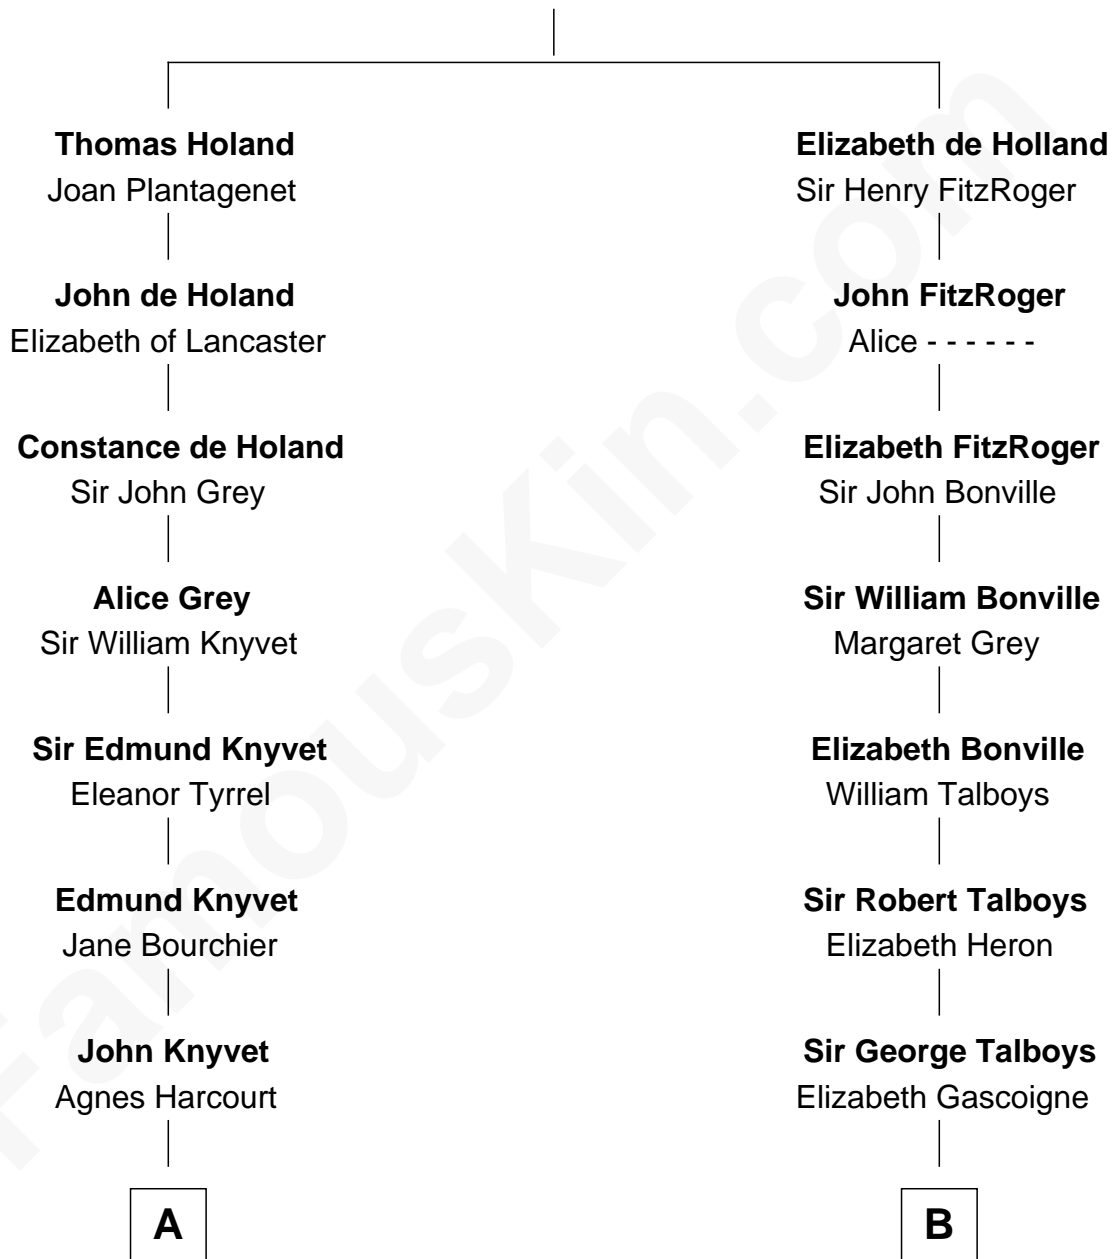 Thomas Holand
Joan Plantagenet
John de Holand
Elizabeth of Lancaster
Constance de Holand
Sir John Grey
Alice Grey
Sir William Knyvet
Sir Edmund Knyvet
Eleanor Tyrrel
Edmund Knyvet
Jane Bourchier
John Knyvet
Agnes Harcourt
A
Elizabeth de Holland
Sir Henry FitzRoger
John FitzRoger
Alice - - - - - -
Elizabeth FitzRoger
Sir John Bonville
Sir William Bonville
Margaret Grey
Elizabeth Bonville
William Talboys
Sir Robert Talboys
Elizabeth Heron
Sir George Talboys
Elizabeth Gascoigne
B
FamousKin.com